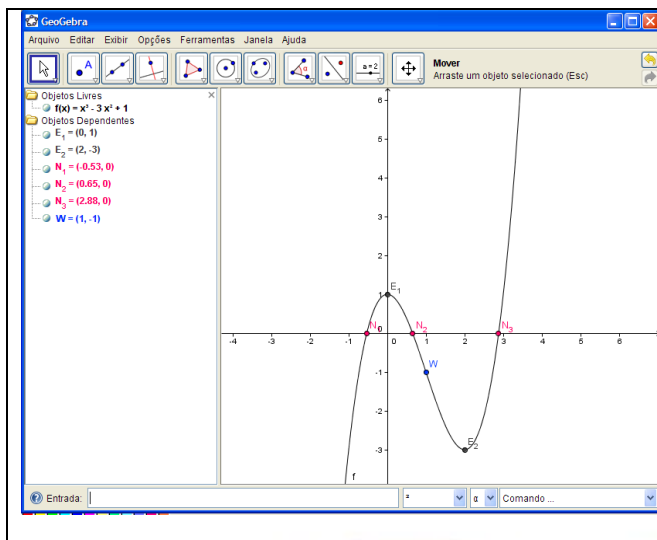 GeoGebra
Arquivo Editar Exibir Opções Ferramentas Janela Ajuda
A
α
a = 2
Mover
Arraste um objeto selecionado (Esc)
Objetos Livres
f(x) = x³ - 3 x² + 1
Objetos Dependentes
E₁ = (0, 1)
E₂ = (2, -3)
N₁ = (-0.53, 0)
N₂ = (0.65, 0)
N₃ = (2.88, 0)
W = (1, -1)
6
5
4
3
2
1
E₁
0
N
N₂
N₃
-4 -3 -2 -1 0 1 2 3 4 5 6
W
-1
-2
E₂
-3
f
Entrada:
² α Comando ...